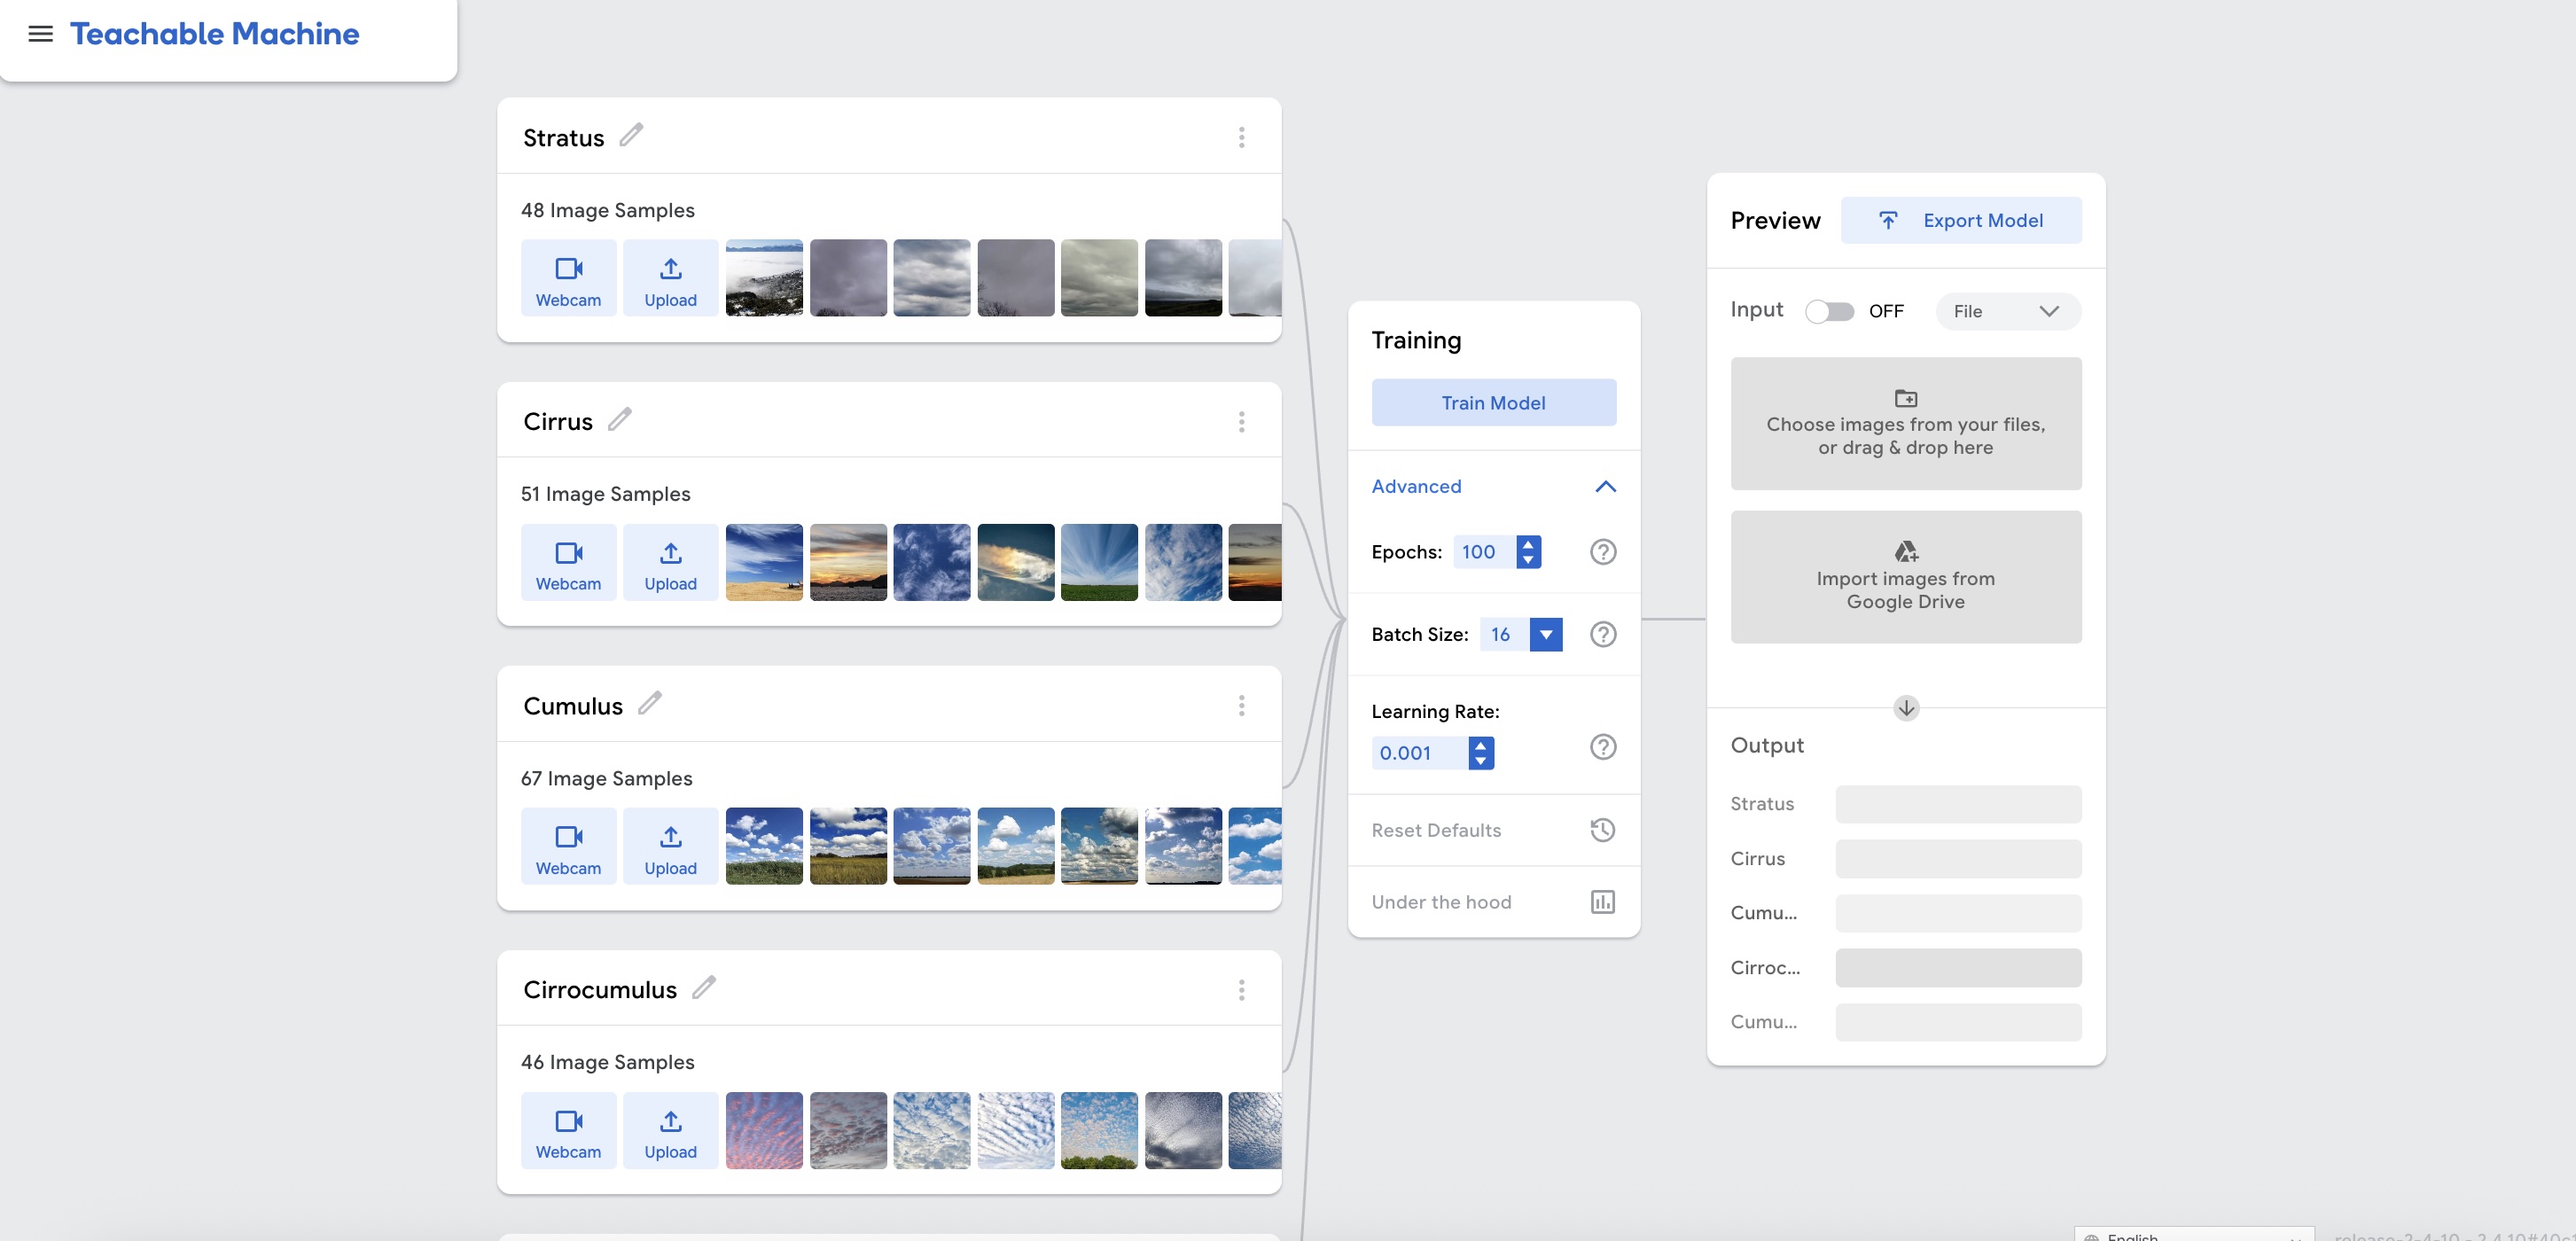 Teachable Machine
Stratus
48 Image Samples
Webcam
Upload
Cirrus
51 Image Samples
Webcam
Upload
Cumulus
67 Image Samples
Webcam
Upload
Cirrocumulus
46 Image Samples
Webcam
Upload
Training
Train Model
Advanced
Epochs: 100
Batch Size: 16
Learning Rate:
0.001
Reset Defaults
Under the hood
Preview
Export Model
Input OFF File
Choose images from your files,
or drag & drop here
Import images from
Google Drive
Output
Stratus
Cirrus
Cumu...
Cirroc...
Cumu...
English